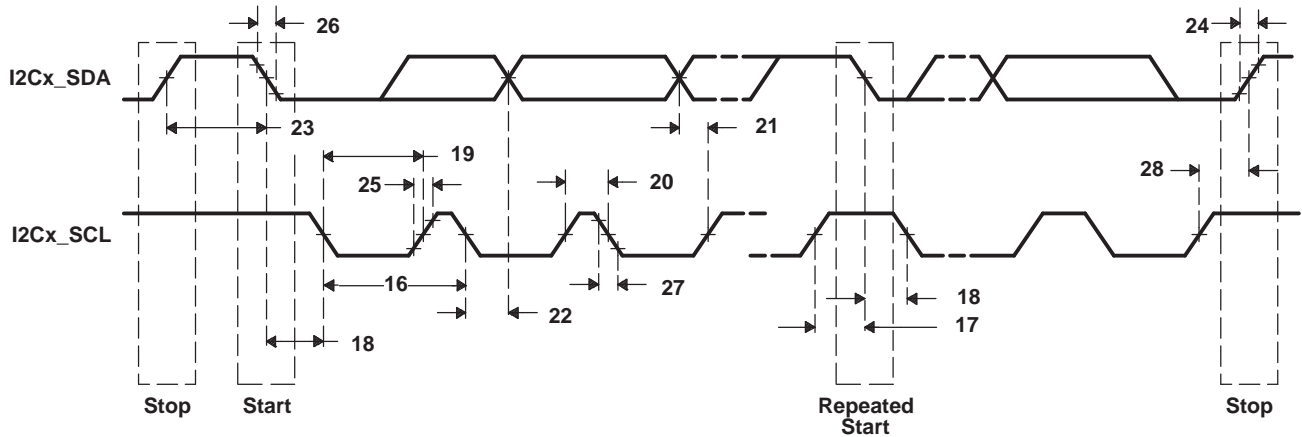 26
24
I2Cx_SDA
23
21
19
25
20
28
I2Cx_SCL
16
27
22
18
18
17
Stop
Start
Repeated
Start
Stop